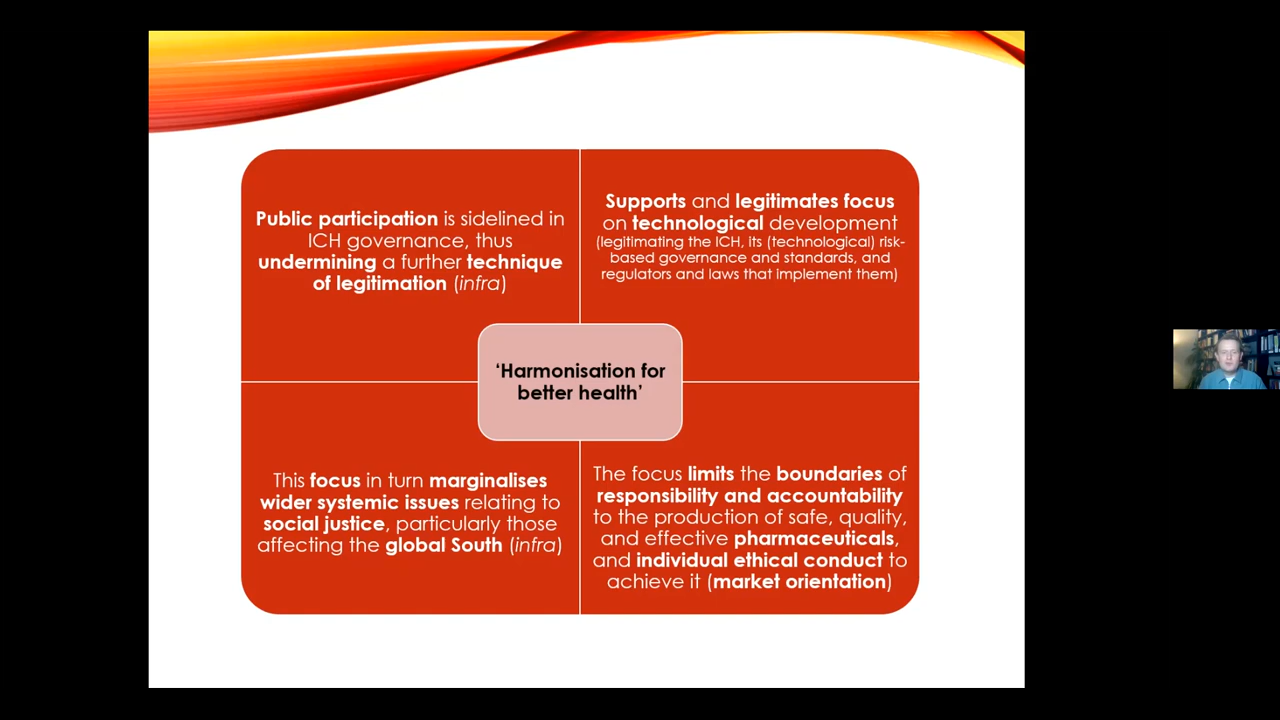 Public participation is sidelined in
ICH governance, thus
undermining a further technique
of legitimation (infra)
Supports and legitimates focus
on technological development
(legitimating the ICH, its (technological) risk-
based governance and standards, and
regulators and laws that implement them)
‘Harmonisation for
better health’
This focus in turn marginalises
wider systemic issues relating to
social justice, particularly those
affecting the global South (infra)
The focus limits the boundaries of
responsibility and accountability
to the production of safe, quality,
and effective pharmaceuticals,
and individual ethical conduct to
achieve it (market orientation)